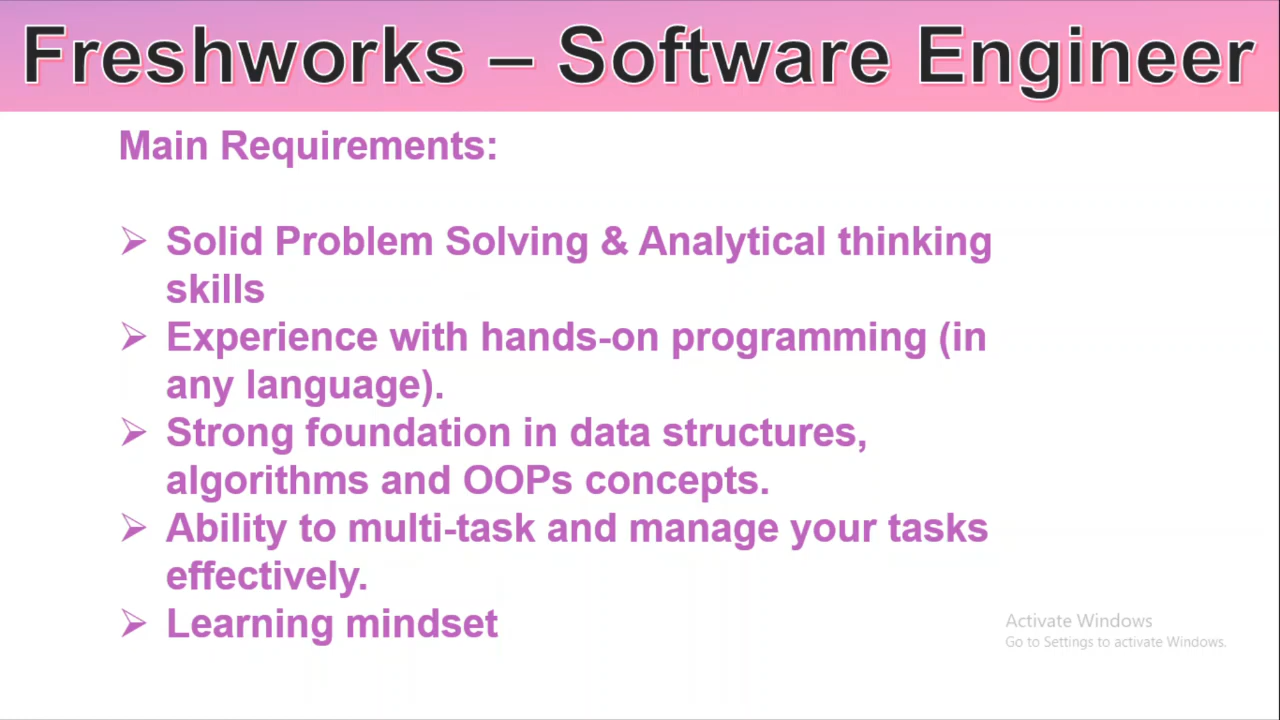 Freshworks – Software Engineer
Main Requirements:
➢ Solid Problem Solving & Analytical thinking
skills
➢ Experience with hands-on programming (in
any language).
➢ Strong foundation in data structures,
algorithms and OOPs concepts.
➢ Ability to multi-task and manage your tasks
effectively.
➢ Learning mindset
Activate Windows
Go to Settings to activate Windows.